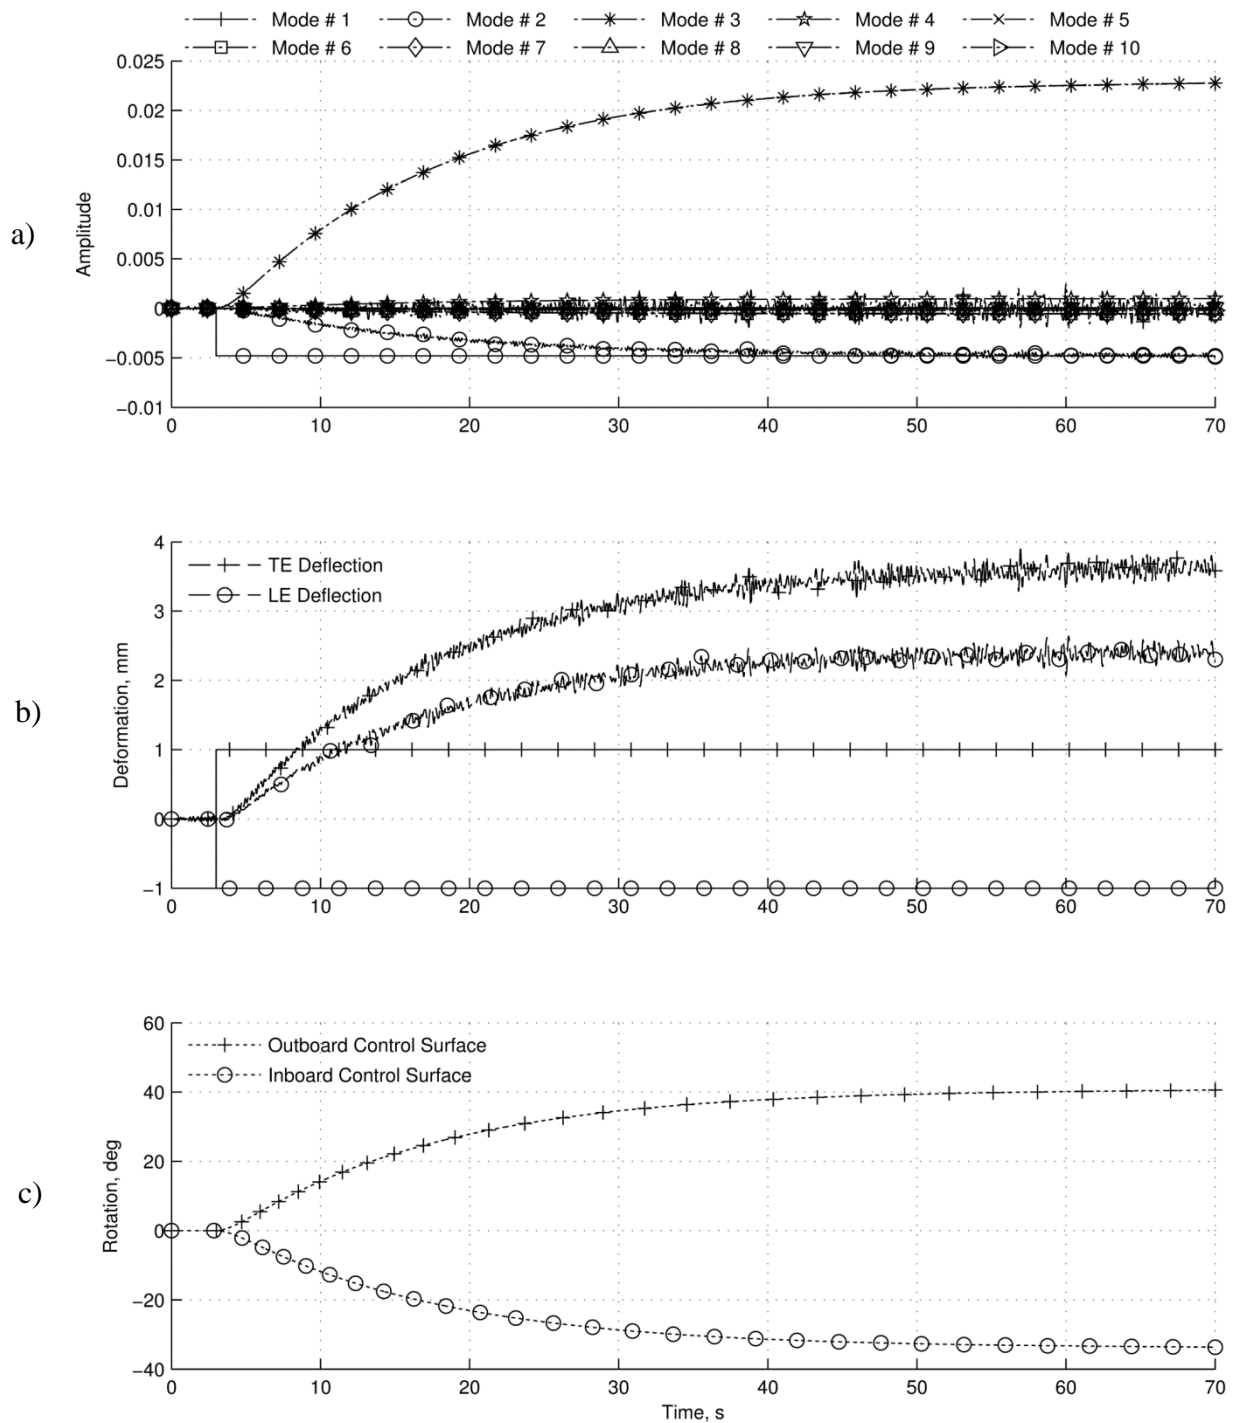 Mode # 1 Mode # 2 Mode # 3 Mode # 4 Mode # 5
Mode # 6 Mode # 7 Mode # 8 Mode # 9 Mode # 10
0.025
0.02
0.015
0.01
0.005
0
−0.005
−0.01
Amplitude
a)
0 10 20 30 40 50 60 70
4
3
2
1
0
−1
TE Deflection
LE Deflection
Deformation, mm
b)
0 10 20 30 40 50 60 70
60
40
20
0
−20
−40
Outboard Control Surface
Inboard Control Surface
Rotation, deg
c)
0 10 20 30 40 50 60 70
Time, s